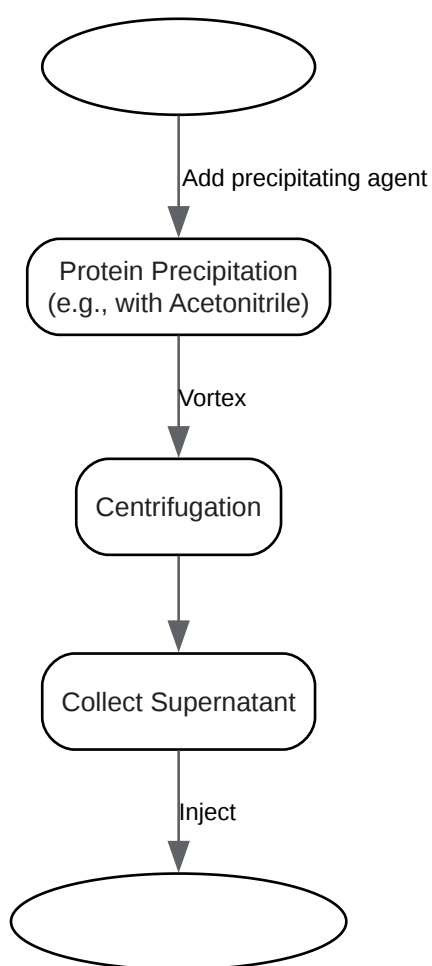 Add precipitating agent
Protein Precipitation
(e.g., with Acetonitrile)
Vortex
Centrifugation
Collect Supernatant
Inject